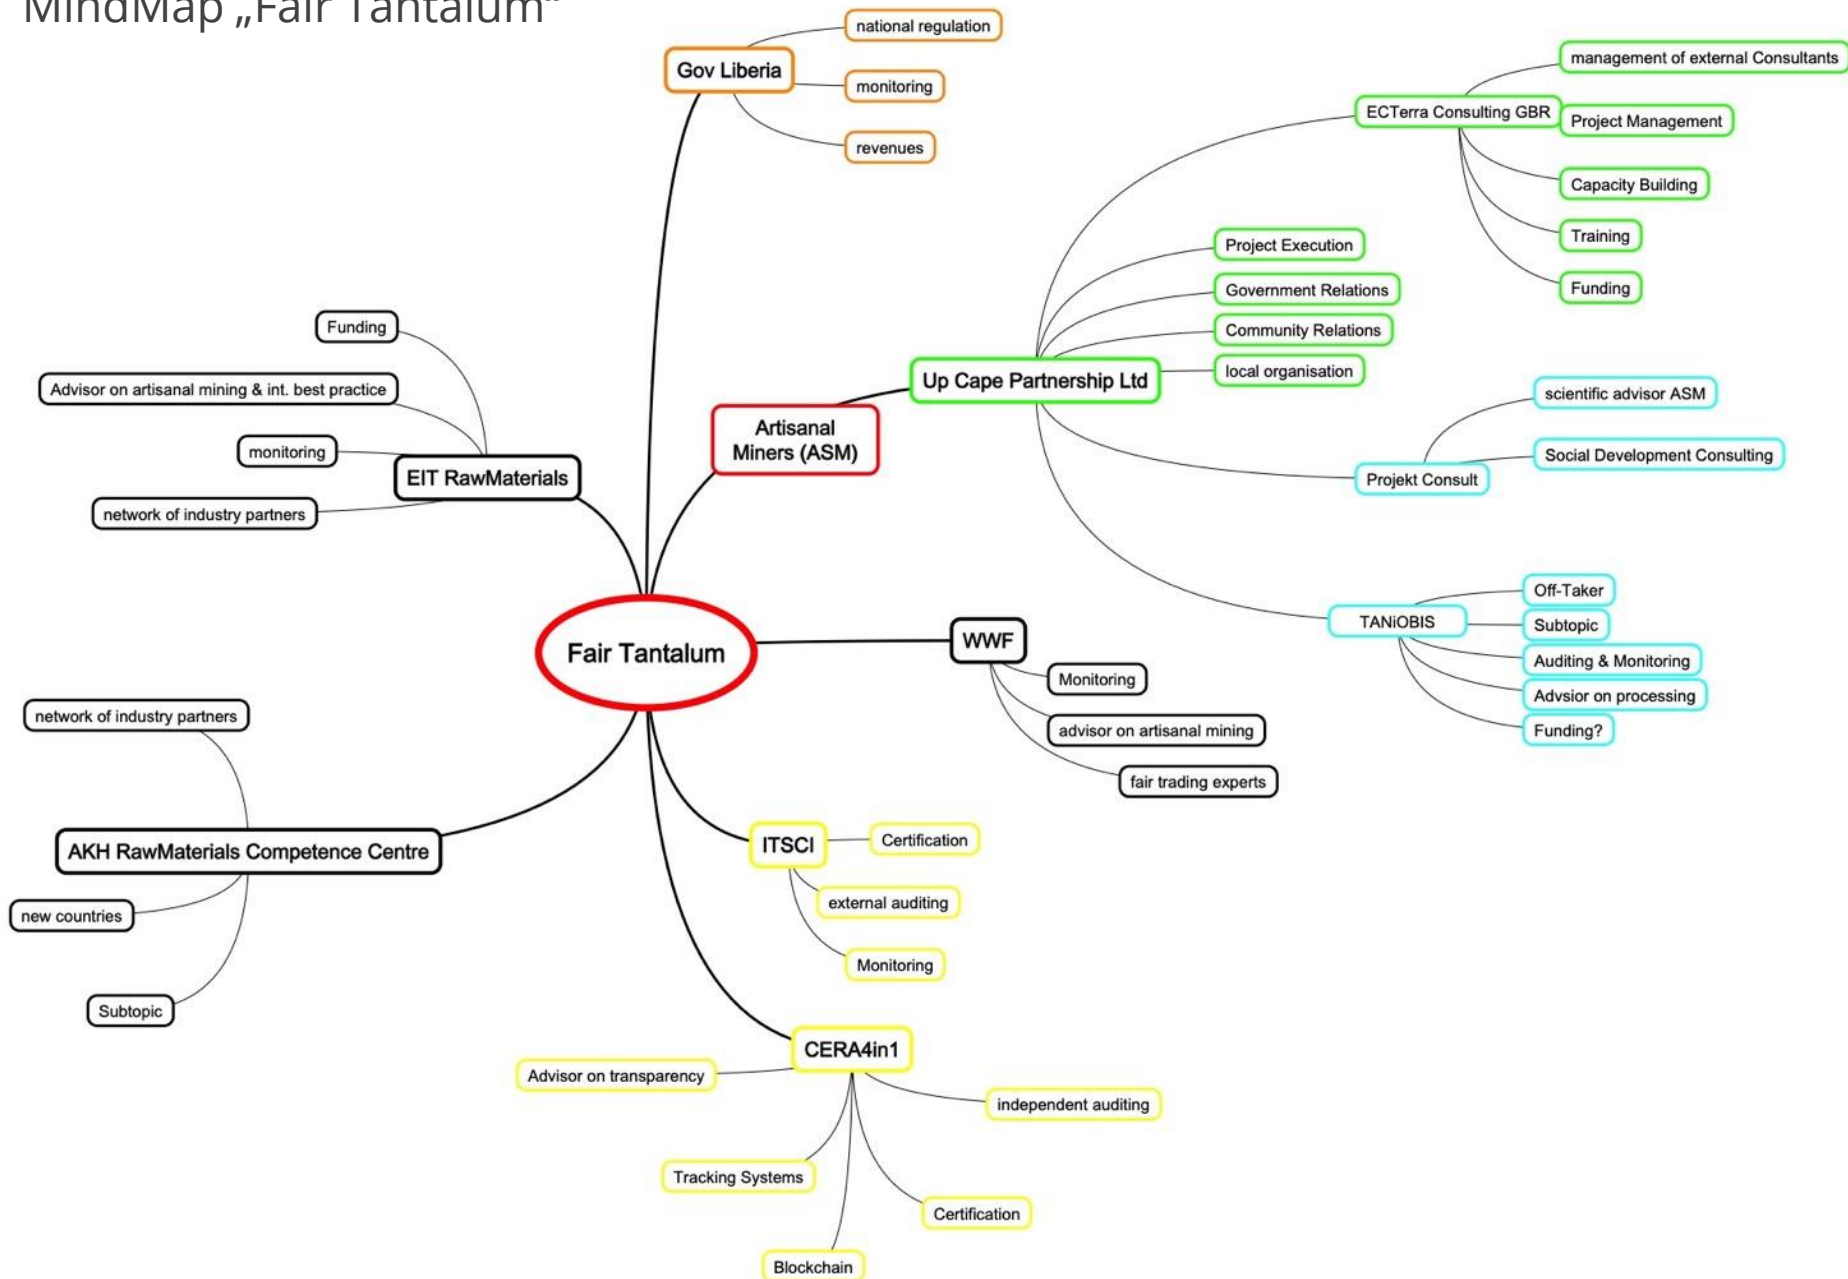 MindMap „Fair Tantalum“
national regulation
Gov Liberia
monitoring
revenues
management of external Consultants
ECTerra Consulting GBR
Project Management
Capacity Building
Training
Funding
Project Execution
Government Relations
Community Relations
local organisation
Up Cape Partnership Ltd
Artisanal
Miners (ASM)
scientific advisor ASM
Social Development Consulting
Projekt Consult
Off-Taker
TANiOBIS
Subtopic
Auditing & Monitoring
Advsior on processing
Funding?
Funding
Advisor on artisanal mining & int. best practice
monitoring
EIT RawMaterials
network of industry partners
Fair Tantalum
WWF
Monitoring
advisor on artisanal mining
fair trading experts
network of industry partners
AKH RawMaterials Competence Centre
new countries
Subtopic
ITSCI
Certification
external auditing
Monitoring
CERA4in1
Advisor on transparency
independent auditing
Tracking Systems
Certification
Blockchain